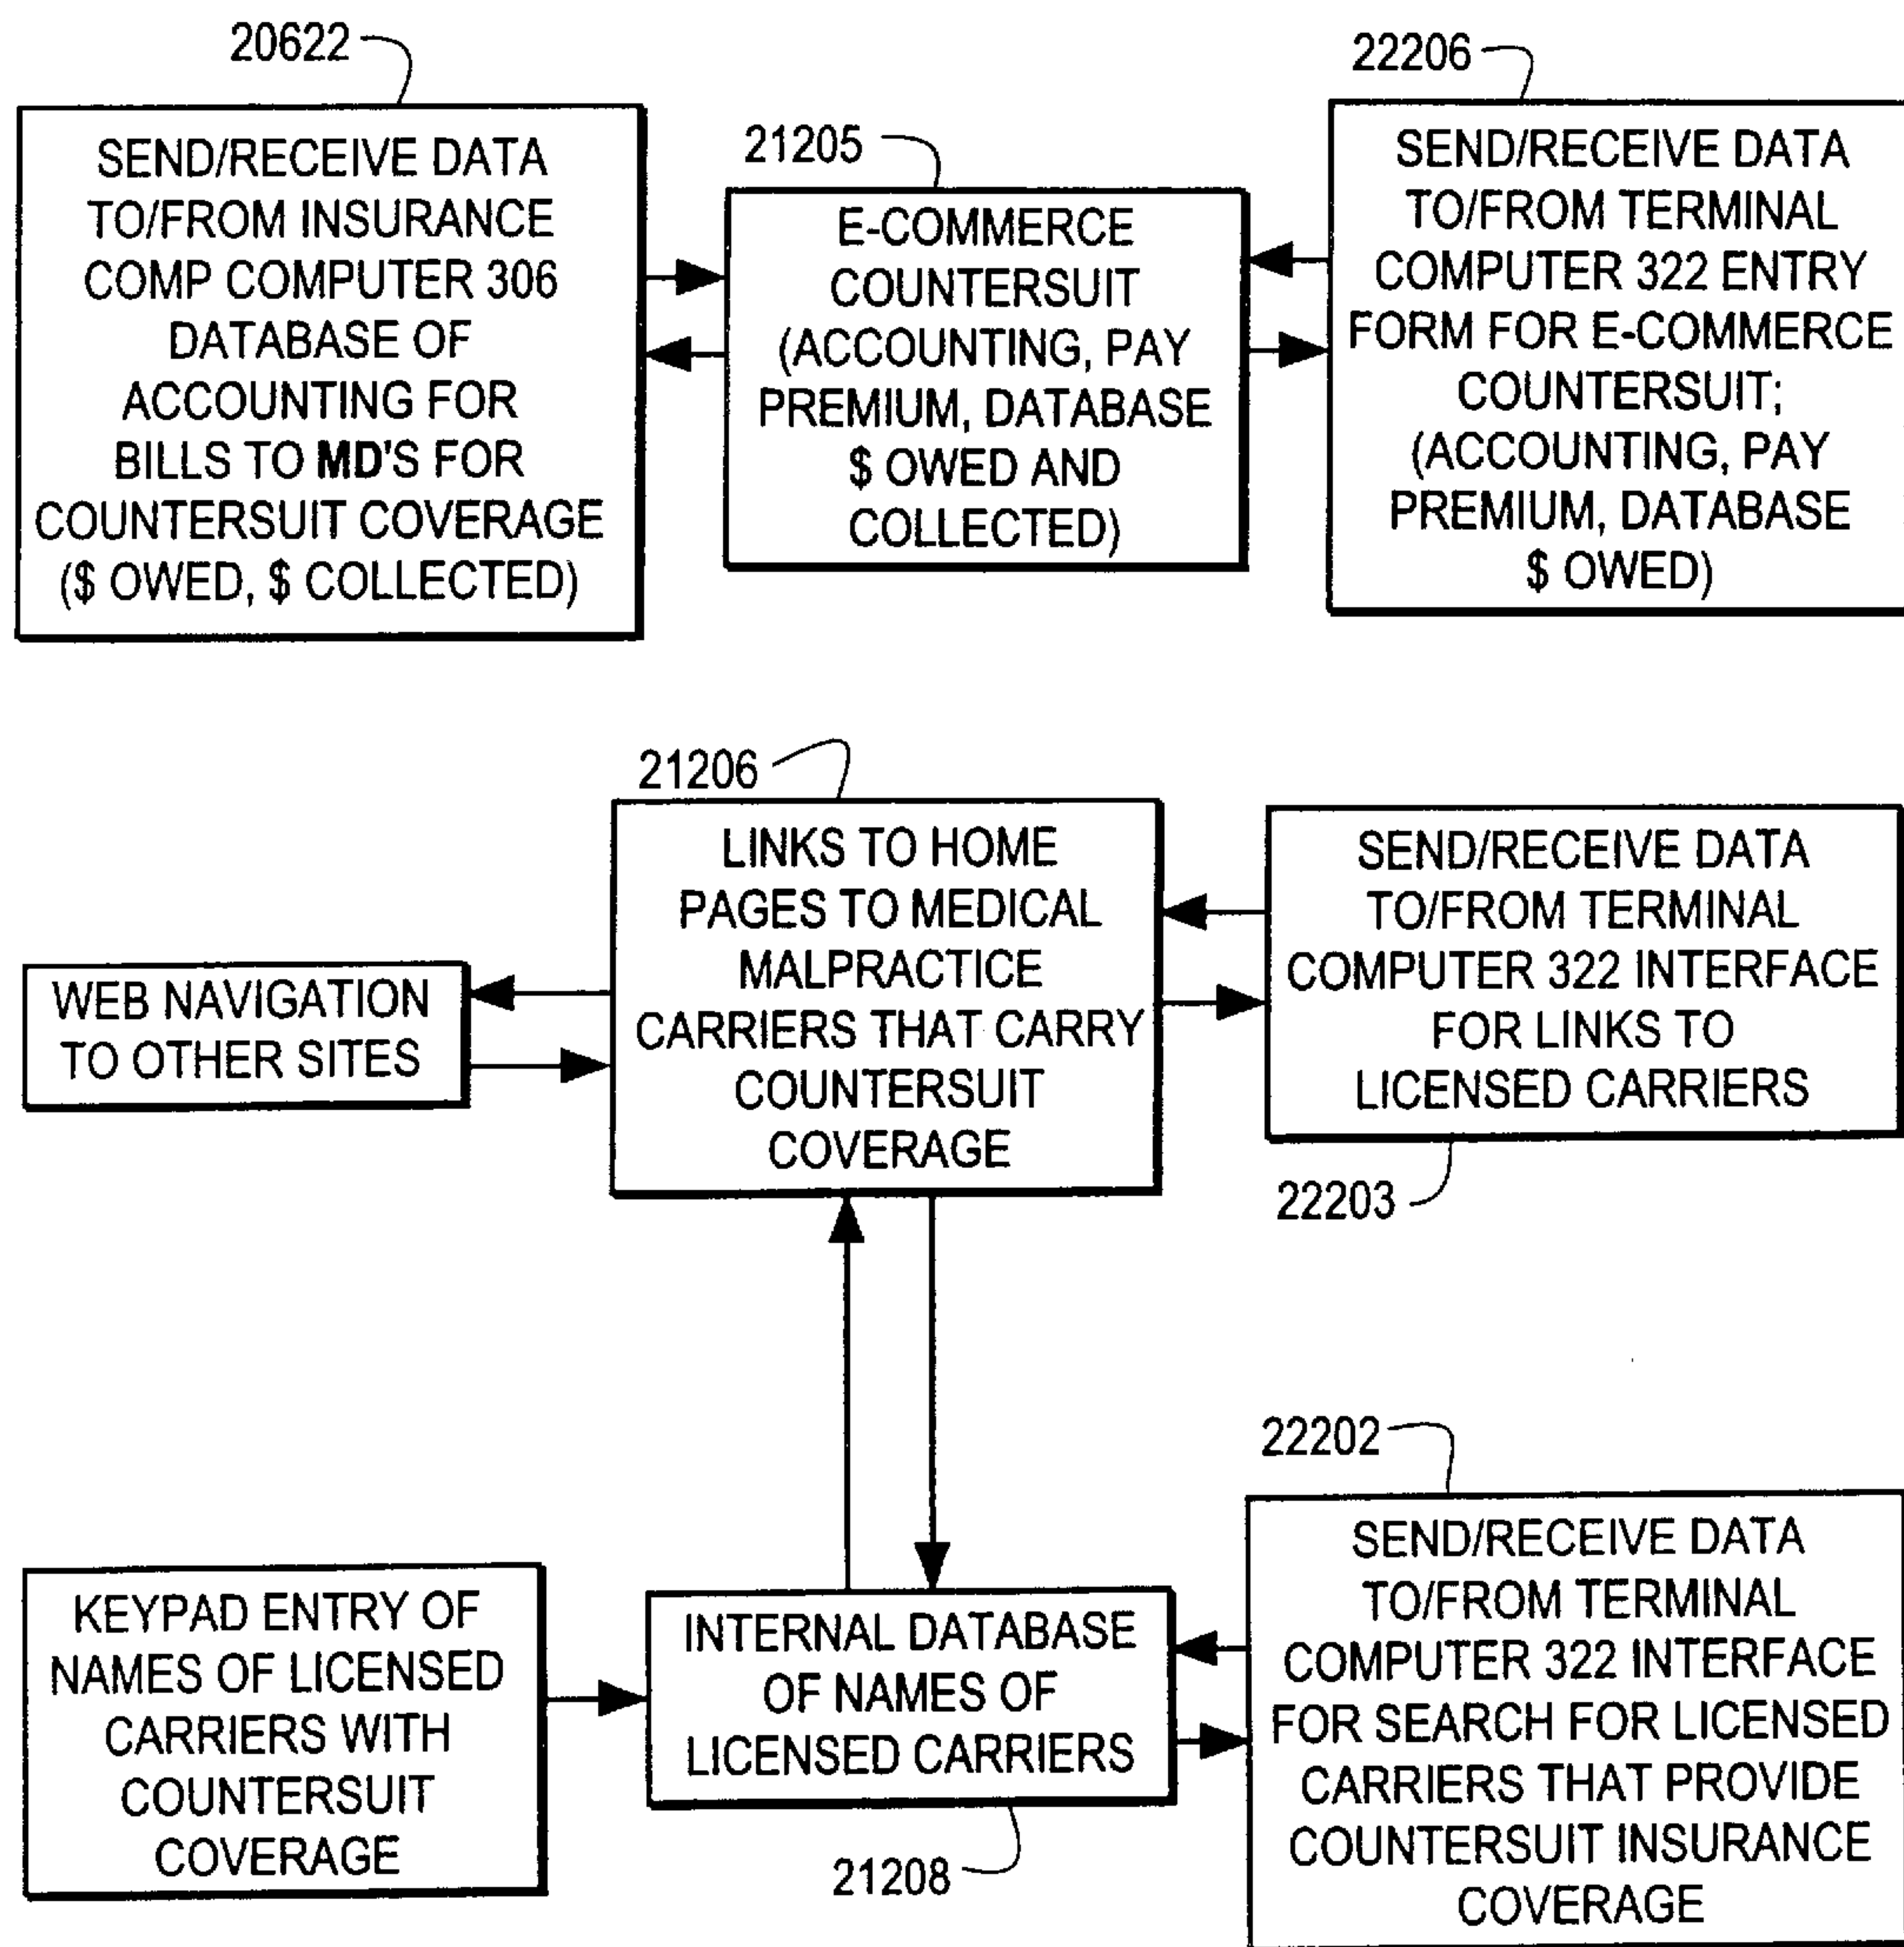 20622
SEND/RECEIVE DATA
TO/FROM INSURANCE
COMP COMPUTER 306
DATABASE OF
ACCOUNTING FOR
BILLS TO MD'S FOR
COUNTERSUIT COVERAGE
($ OWED, $ COLLECTED)
21205
E-COMMERCE
COUNTERSUIT
(ACCOUNTING, PAY
PREMIUM, DATABASE
$ OWED AND
COLLECTED)
22206
SEND/RECEIVE DATA
TO/FROM TERMINAL
COMPUTER 322 ENTRY
FORM FOR E-COMMERCE
COUNTERSUIT;
(ACCOUNTING, PAY
PREMIUM, DATABASE
$ OWED)
WEB NAVIGATION
TO OTHER SITES
21206
LINKS TO HOME
PAGES TO MEDICAL
MALPRACTICE
CARRIERS THAT CARRY
COUNTERSUIT
COVERAGE
SEND/RECEIVE DATA
TO/FROM TERMINAL
COMPUTER 322 INTERFACE
FOR LINKS TO
LICENSED CARRIERS
22203
KEYPAD ENTRY OF
NAMES OF LICENSED
CARRIERS WITH
COUNTERSUIT
COVERAGE
INTERNAL DATABASE
OF NAMES OF
LICENSED CARRIERS
21208
22202
SEND/RECEIVE DATA
TO/FROM TERMINAL
COMPUTER 322 INTERFACE
FOR SEARCH FOR LICENSED
CARRIERS THAT PROVIDE
COUNTERSUIT INSURANCE
COVERAGE